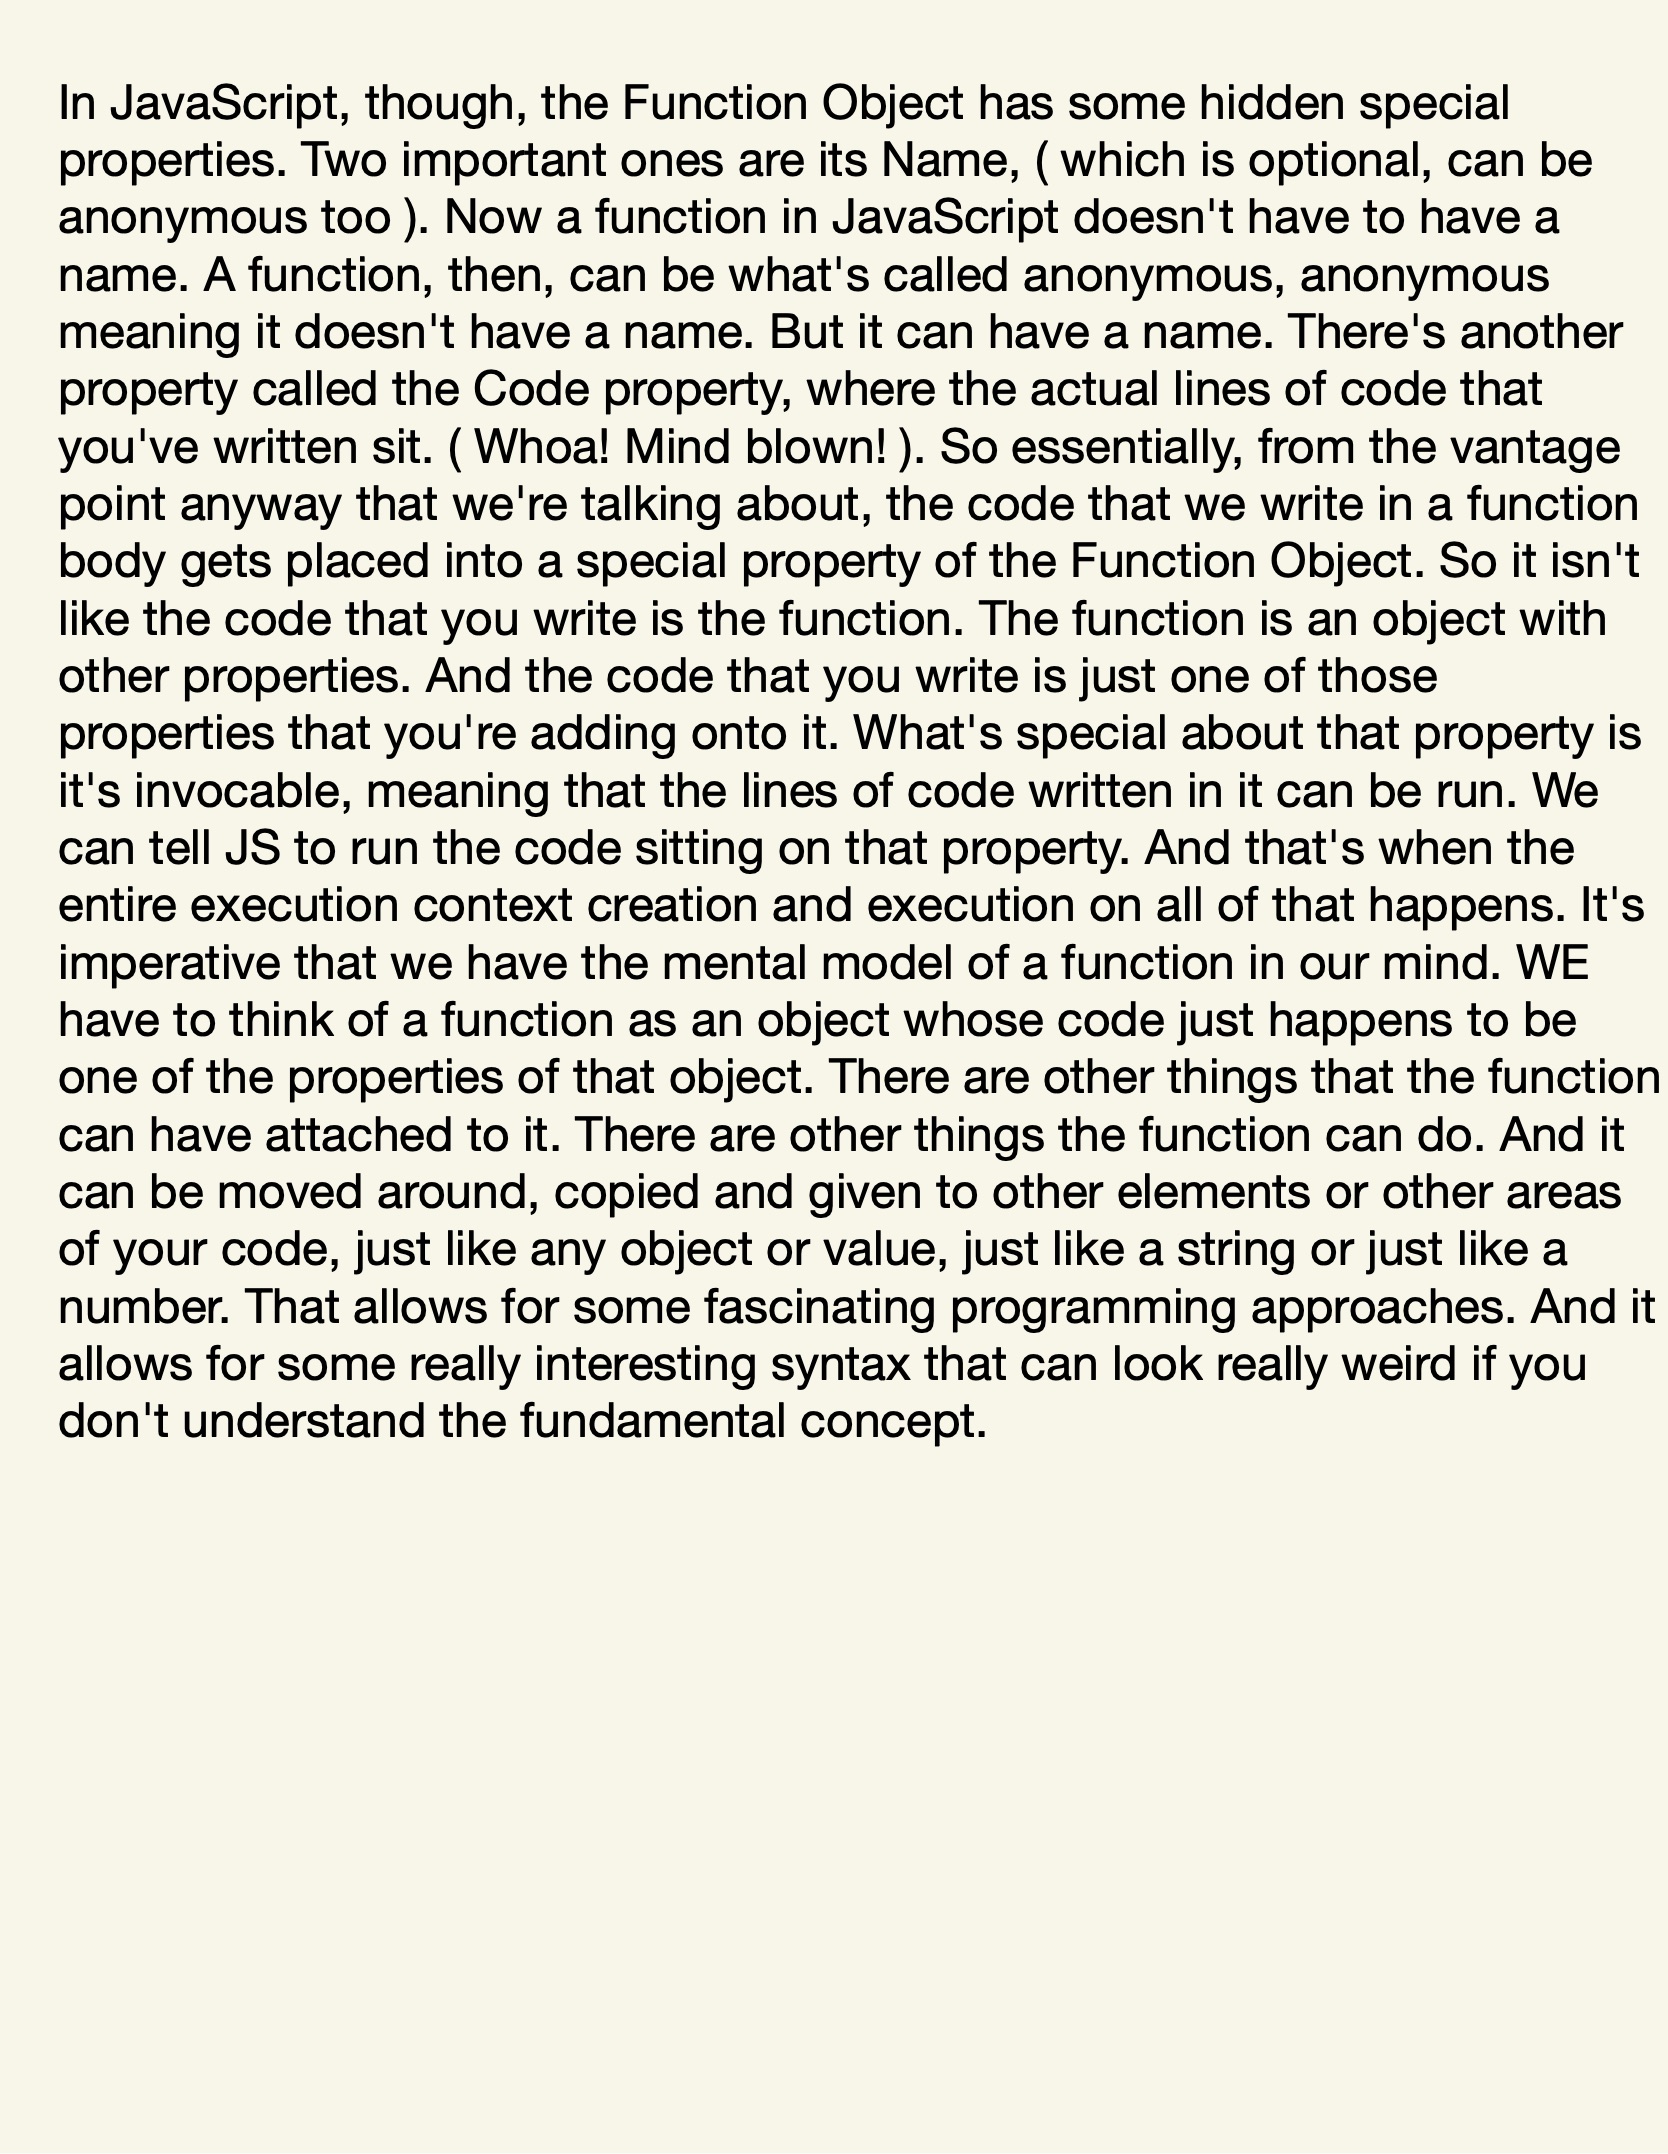 In JavaScript, though, the Function Object has some hidden special
properties. Two important ones are its Name, ( which is optional, can be
anonymous too ). Now a function in JavaScript doesn't have to have a
name. A function, then, can be what's called anonymous, anonymous
meaning it doesn't have a name. But it can have a name. There's another
property called the Code property, where the actual lines of code that
you've written sit. ( Whoa! Mind blown! ). So essentially, from the vantage
point anyway that we're talking about, the code that we write in a function
body gets placed into a special property of the Function Object. So it isn't
like the code that you write is the function. The function is an object with
other properties. And the code that you write is just one of those
properties that you're adding onto it. What's special about that property is
it's invocable, meaning that the lines of code written in it can be run. We
can tell JS to run the code sitting on that property. And that's when the
entire execution context creation and execution on all of that happens. It's
imperative that we have the mental model of a function in our mind. WE
have to think of a function as an object whose code just happens to be
one of the properties of that object. There are other things that the function
can have attached to it. There are other things the function can do. And it
can be moved around, copied and given to other elements or other areas
of your code, just like any object or value, just like a string or just like a
number. That allows for some fascinating programming approaches. And it
allows for some really interesting syntax that can look really weird if you
don't understand the fundamental concept.